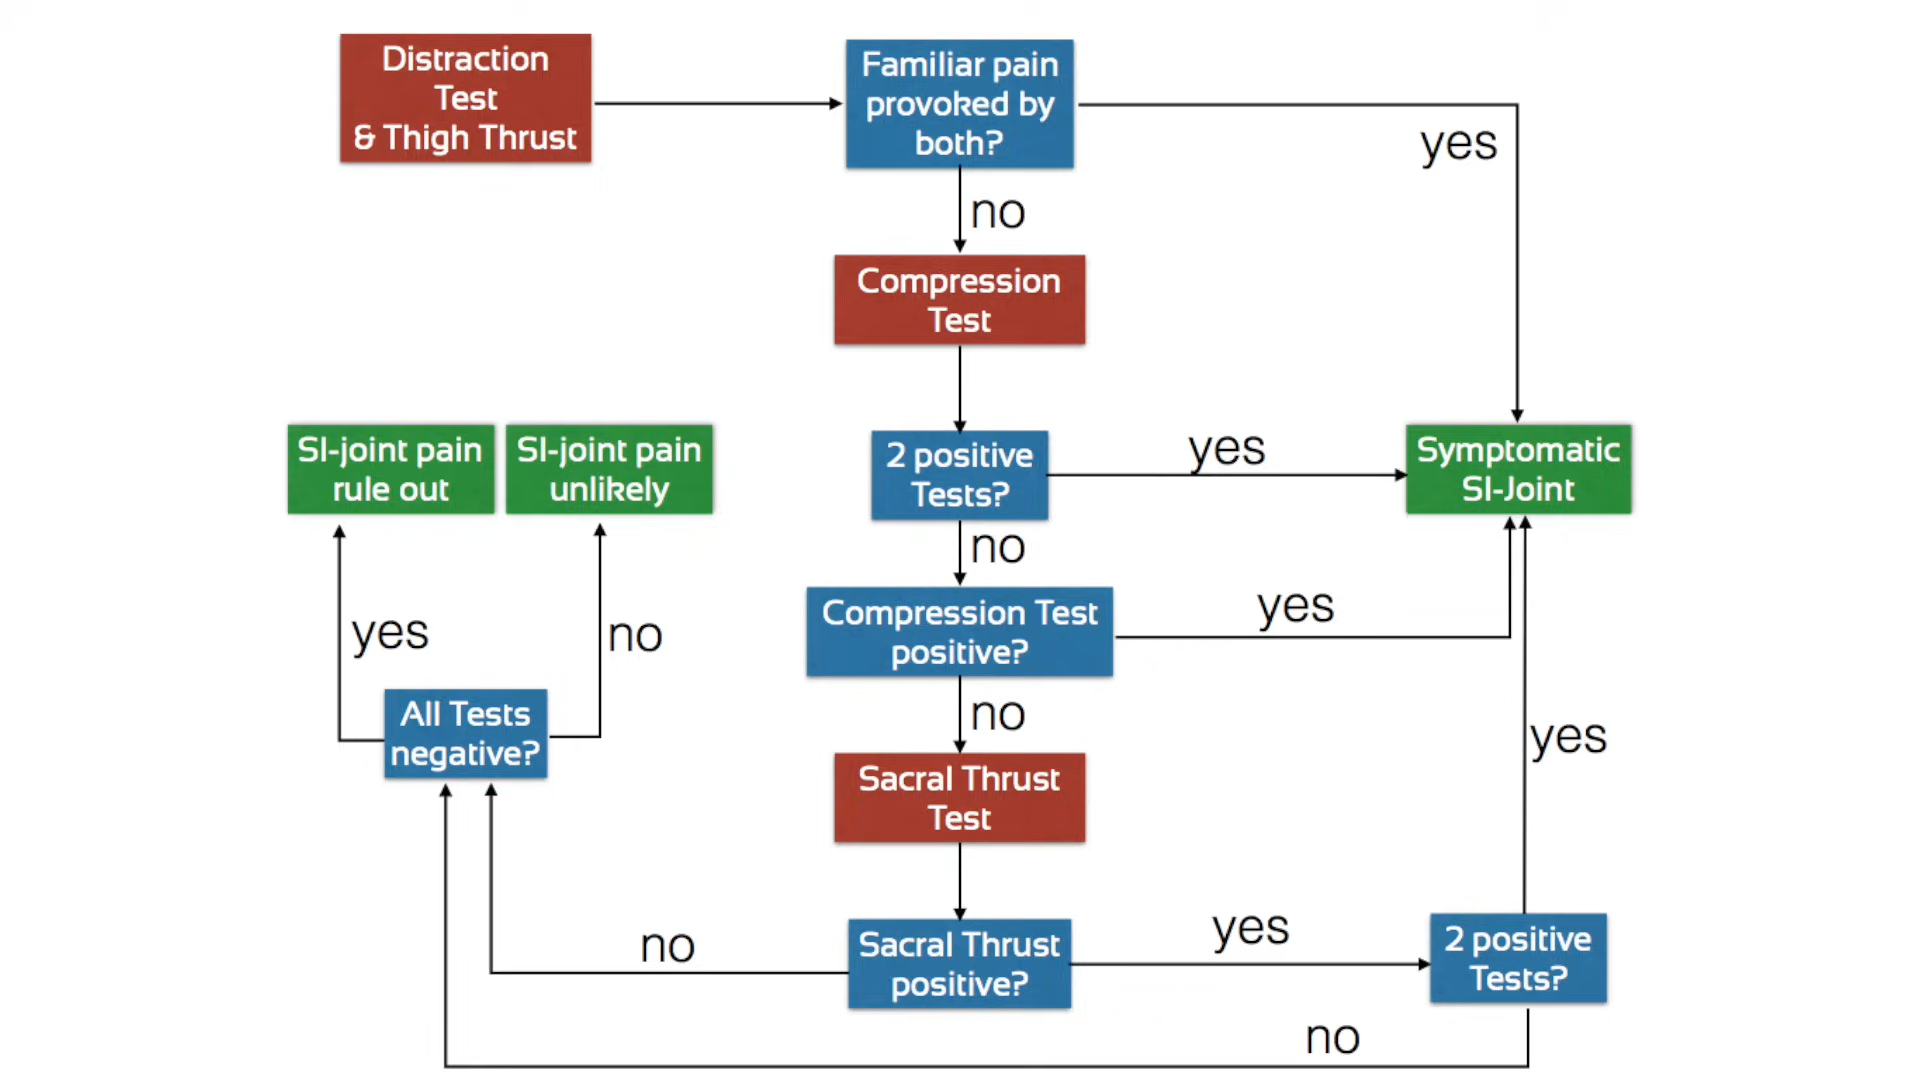 Distraction
Test
& Thigh Thrust
Familiar pain
provoked by
both?
yes
no
Compression
Test
SI-joint pain
rule out
SI-joint pain
unlikely
2 positive
Tests?
yes
Symptomatic
SI-Joint
no
Compression Test
positive?
yes
yes
no
All Tests
negative?
no
yes
Sacral Thrust
Test
Sacral Thrust
positive?
no
yes
2 positive
Tests?
no